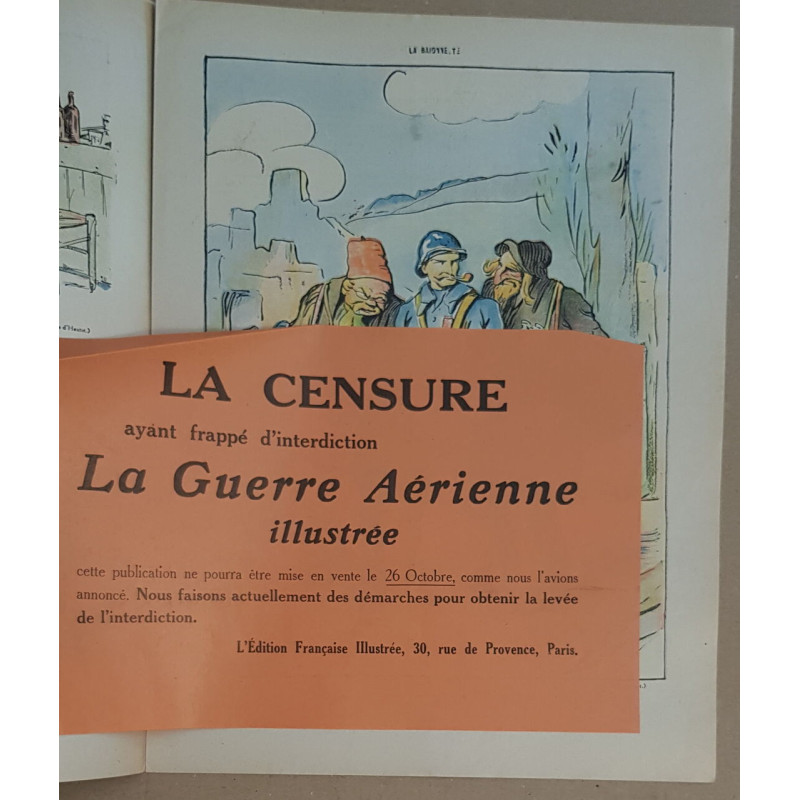 LA BAÏONNETTE
LA CENSURE
ayant frappé d'interdiction
La Guerre Aérienne
illustrée
cette publication ne pourra être mise en vente le 26 Octobre, comme nous l'avions
annoncé. Nous faisons actuellement des démarches pour obtenir la levée
de l'interdiction.
L'Édition Française Illustrée, 30, rue de Provence, Paris.